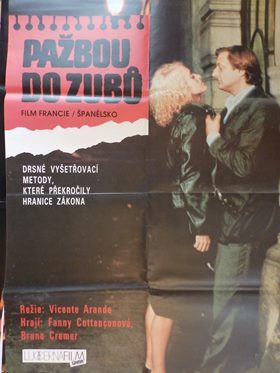 PAŽBOU
DO ZUBŮ
FILM FRANCIE / ŠPANĚLSKO
DRSNÉ VYŠETŘOVACÍ
METODY,
KTERÉ PŘEKROČILY
HRANICE ZÁKONA
Režie: Vicente Aranda
Hrají: Fanny Cottençonová,
Bruno Cremer
LUCERNAFILM